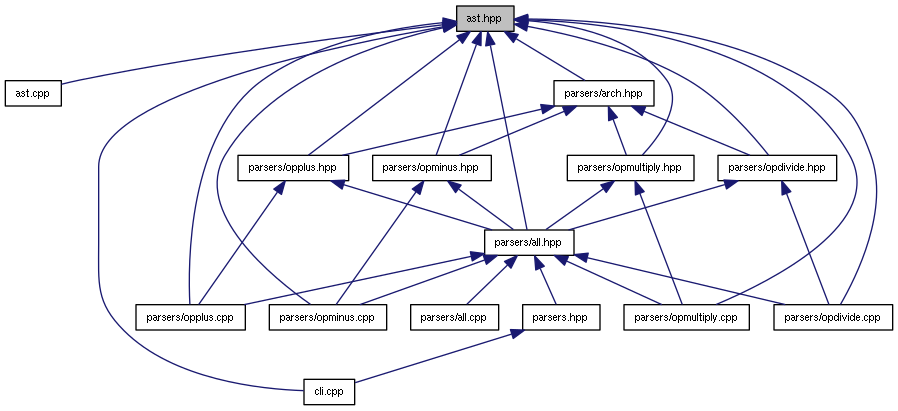 ast.hpp
ast.cpp
parsers/arch.hpp
parsers/opplus.hpp
parsers/opminus.hpp
parsers/opmultiply.hpp
parsers/opdivide.hpp
parsers/all.hpp
parsers/opplus.cpp
parsers/opminus.cpp
parsers/all.cpp
parsers.hpp
parsers/opmultiply.cpp
parsers/opdivide.cpp
cli.cpp